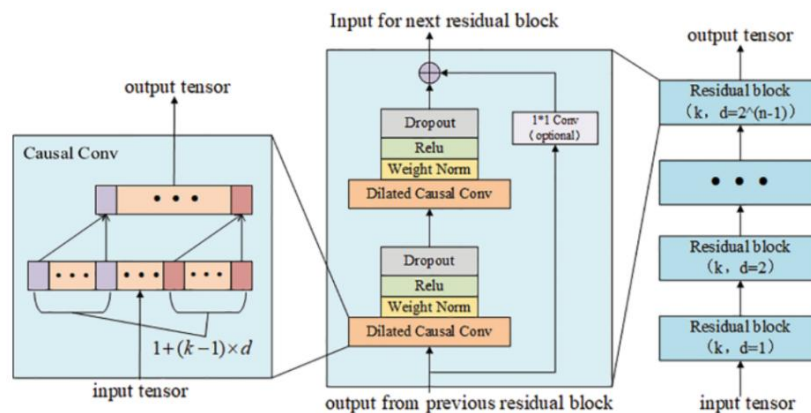 output tensor
Causal Conv
1+(k−1)×d
input tensor
Input for next residual block
Dropout
Relu
Weight Norm
Dilated Causal Conv
1*1 Conv
(optional)
Dropout
Relu
Weight Norm
Dilated Causal Conv
output from previous residual block
output tensor
Residual block
(k, d=2^(n-1)
Residual block
(k, d=2)
Residual block
(k, d=1)
input tensor